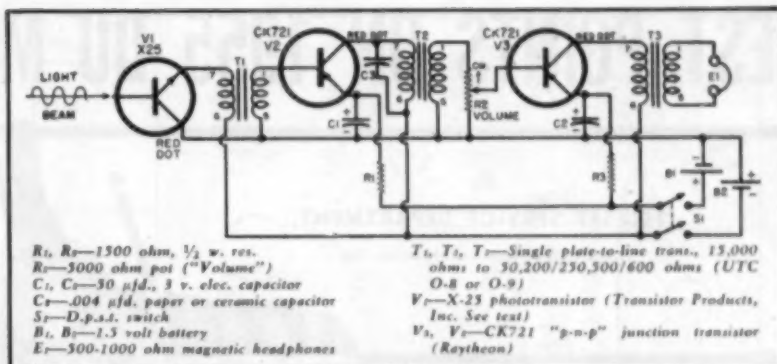 V1
X25
LIGHT
BEAM
RED
DOT
T1
CK721
V2
RED DOT
C3
T2
C1
R1
CW
R2
VOLUME
CK721
V3
RED DOT
T3
E1
C2
R3
B1
B2
S1
R1, R3—1500 ohm, 1/2 w. res.
R2—5000 ohm pot ("Volume")
C1, C2—50 µfd., 3 v. elec. capacitor
C3—.004 µfd. paper or ceramic capacitor
S1—D.p.s.t. switch
B1, B2—1.5 volt battery
E1—500-1000 ohm magnetic headphones
T1, T2, T3—Single plate-to-line trans., 15,000
ohms to 50,200/250,500/600 ohms (UTC
O-8 or O-9)
V1—X-25 phototransistor (Transistor Products,
Inc. See text)
V2, V3—CK721 "p-n-p" junction transistor
(Raytheon)